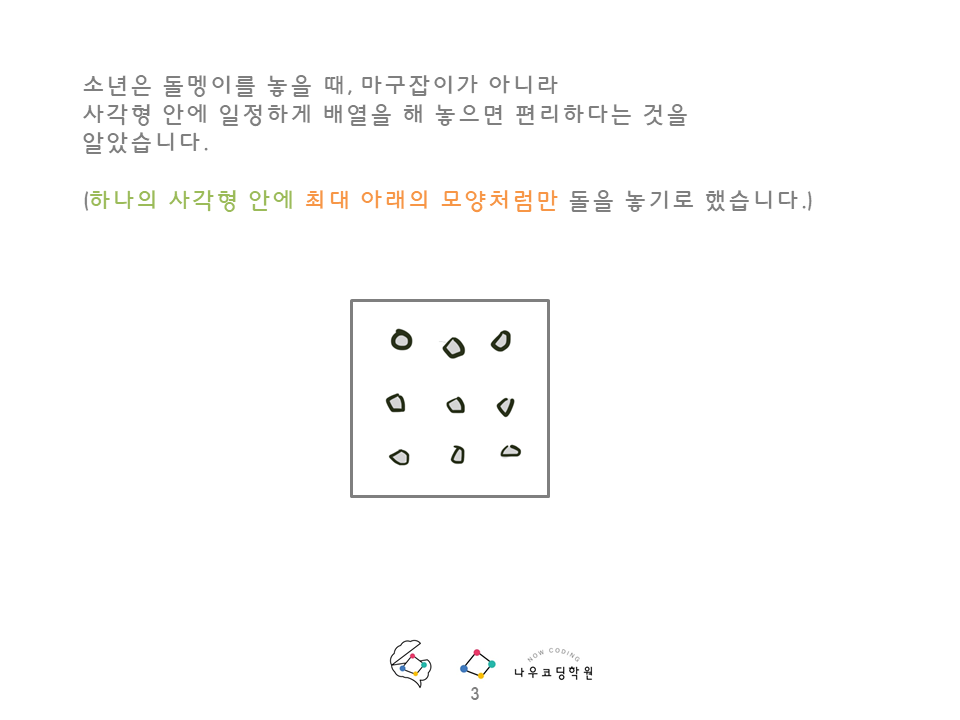 소년은 돌멩이를 놓을 때, 마구잡이가 아니라
사각형 안에 일정하게 배열을 해 놓으면 편리하다는 것을
알았습니다.
(하나의 사각형 안에 최대 아래의 모양처럼만 돌을 놓기로 했습니다.)
NOW CODING
나우코딩학원
3